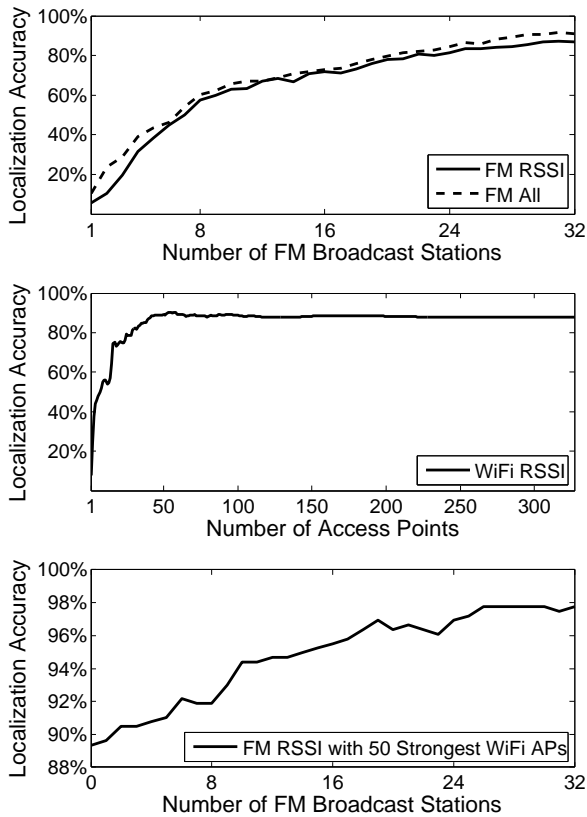 100%
80%
60%
40%
20%
Localization Accuracy
1 8 16 24 32
Number of FM Broadcast Stations
FM RSSI
FM All
100%
80%
60%
40%
20%
Localization Accuracy
1 50 100 150 200 250 300
Number of Access Points
WiFi RSSI
100%
98%
96%
94%
92%
90%
88%
Localization Accuracy
0 8 16 24 32
Number of FM Broadcast Stations
FM RSSI with 50 Strongest WiFi APs